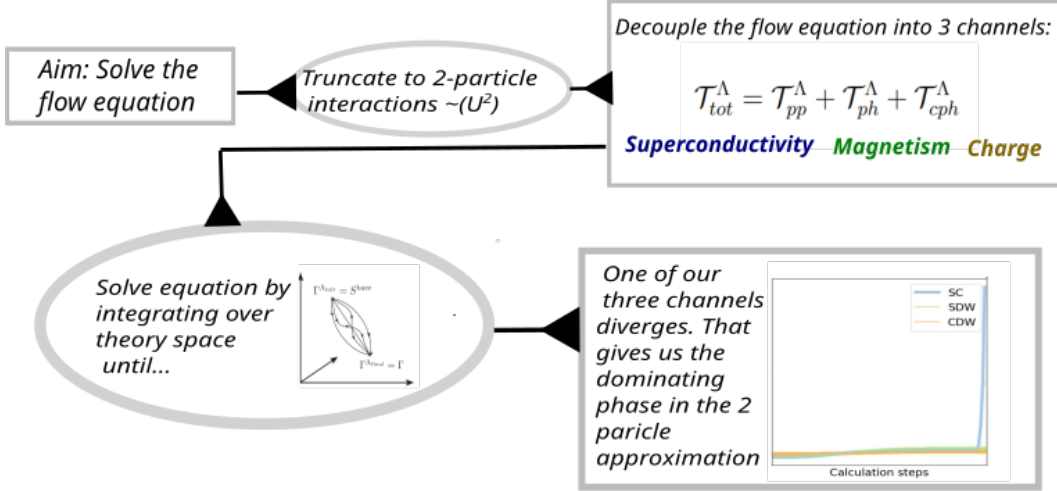 Aim: Solve the
flow equation
Truncate to 2-particle
interactions ~(U²)
Decouple the flow equation into 3 channels:
𝒯^Λ_tot = 𝒯^Λ_pp + 𝒯^Λ_ph + 𝒯^Λ_cph
Superconductivity Magnetism Charge
Solve equation by
integrating over
theory space
until...
Γ^Λinit = S^bare
Γ^Λfinal = Γ
One of our
three channels
diverges. That
gives us the
dominating
phase in the 2
paricle
approximation
SC
SDW
CDW
Calculation steps